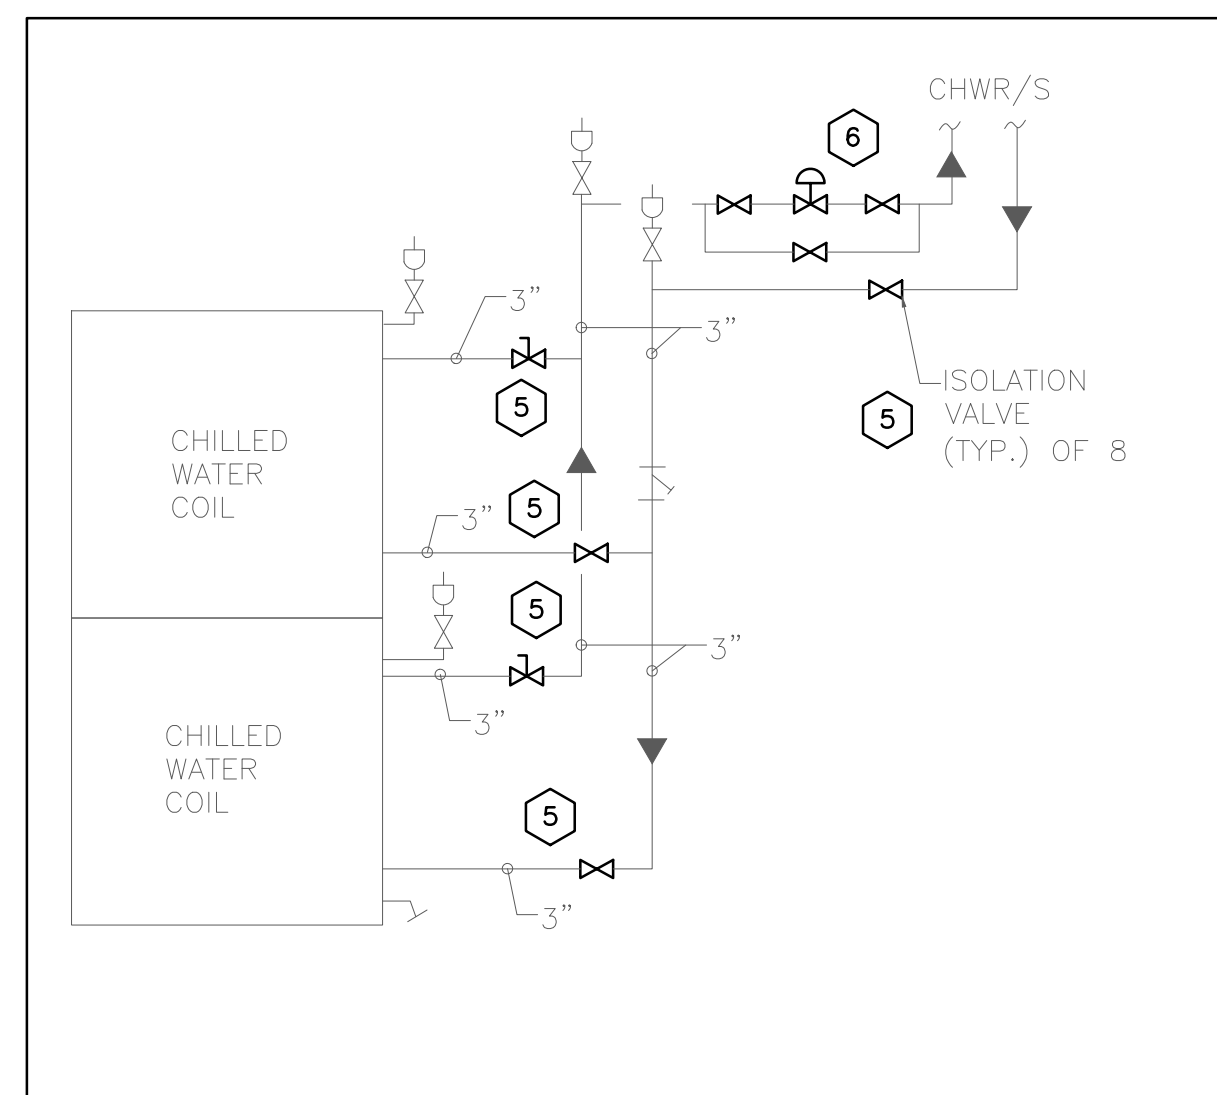 CHWR/S
6
3"
3"
5
ISOLATION
VALVE
(TYP.) OF 8
5
CHILLED
WATER
COIL
3"
5
5
3"
3"
CHILLED
WATER
COIL
5
3"